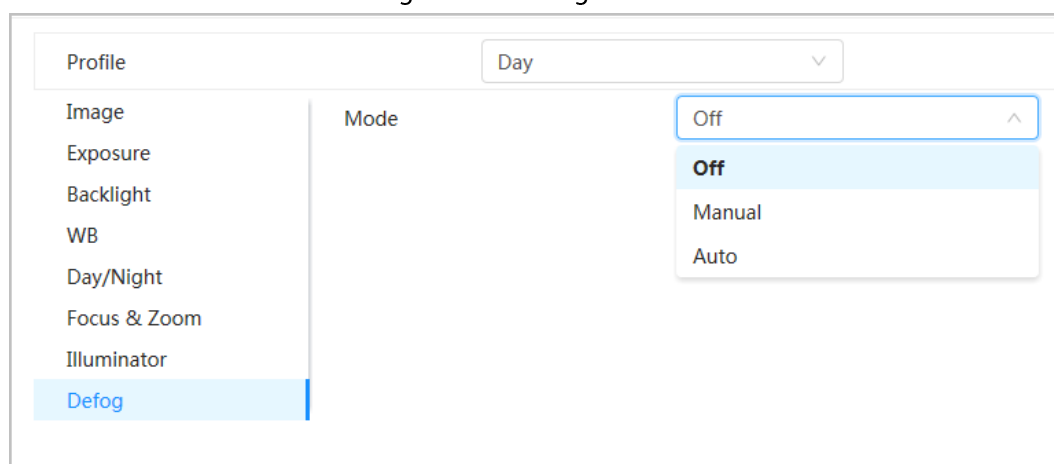 Profile Day
Image Mode Off
Exposure
Off
Backlight
Manual
WB
Auto
Day/Night
Focus & Zoom
Illuminator
Defog